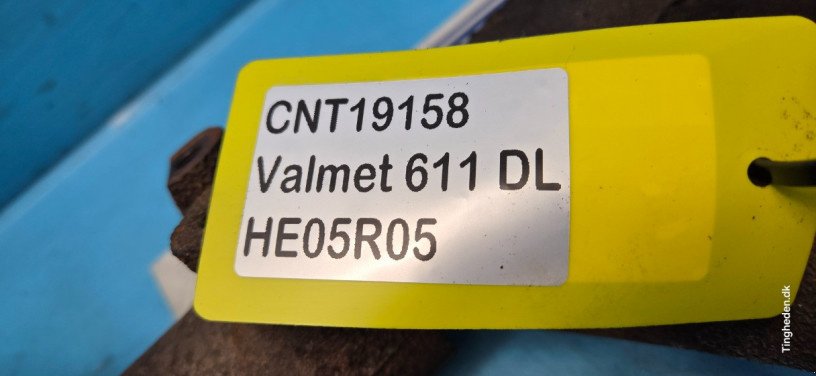 CNT19158
Valmet 611 DL
HE05R05
Tingheden.dk